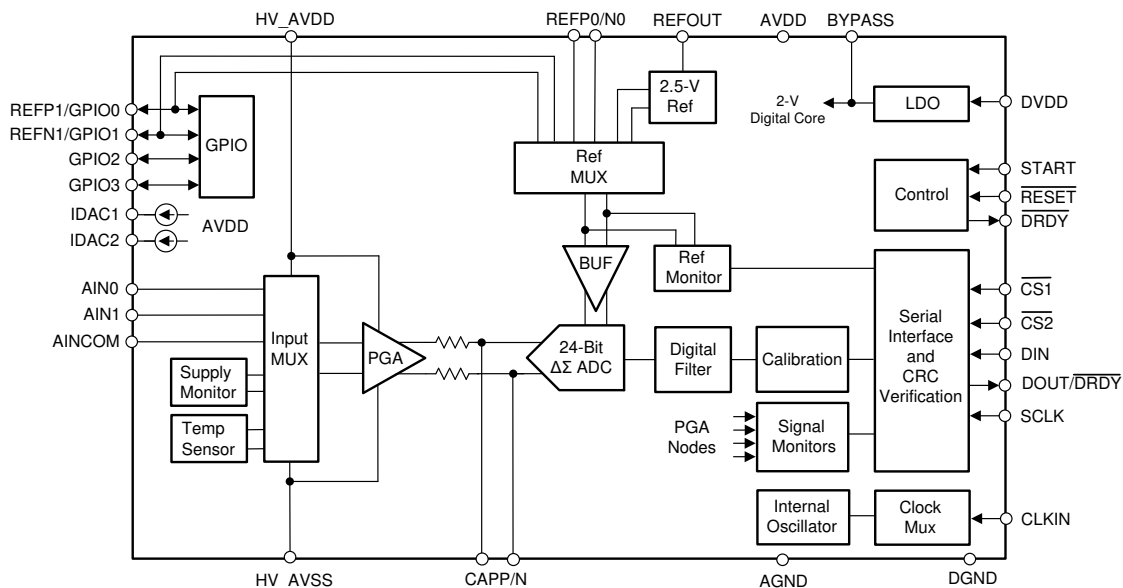 HV_AVDD
REFP0/N0
REFOUT
AVDD
BYPASS
REFP1/GPIO0
REFN1/GPIO1
GPIO2
GPIO3
GPIO
IDAC1
IDAC2
AVDD
2.5-V
Ref
2-V
Digital Core
LDO
DVDD
Ref
MUX
Control
START
RESET
DRDY
BUF
Ref
Monitor
AIN0
AIN1
AINCOM
Input
MUX
PGA
24-Bit
ΔΣ ADC
Digital
Filter
Calibration
Serial
Interface
and
CRC
Verification
CS1
CS2
DIN
DOUT/DRDY
SCLK
Supply
Monitor
Temp
Sensor
PGA
Nodes
Signal
Monitors
Internal
Oscillator
Clock
Mux
CLKIN
HV_AVSS
CAPP/N
AGND
DGND